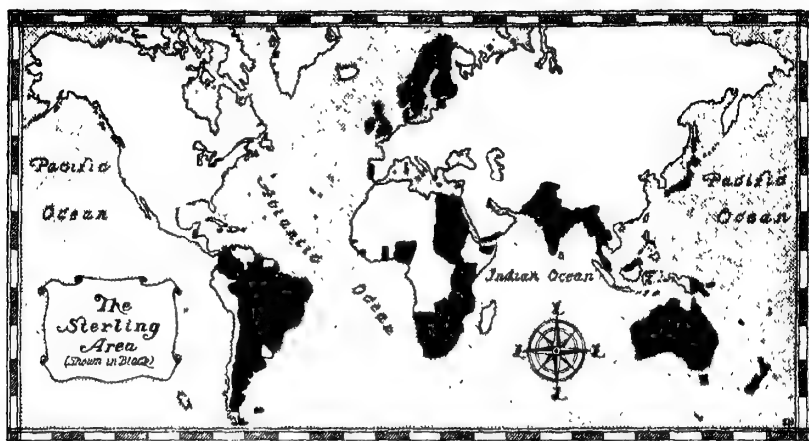 Pacific
Ocean
Atlantic
Ocean
Indian Ocean
Pacific
Ocean
The
Sterling
Area
(Shown in Black)
L
L
L
L